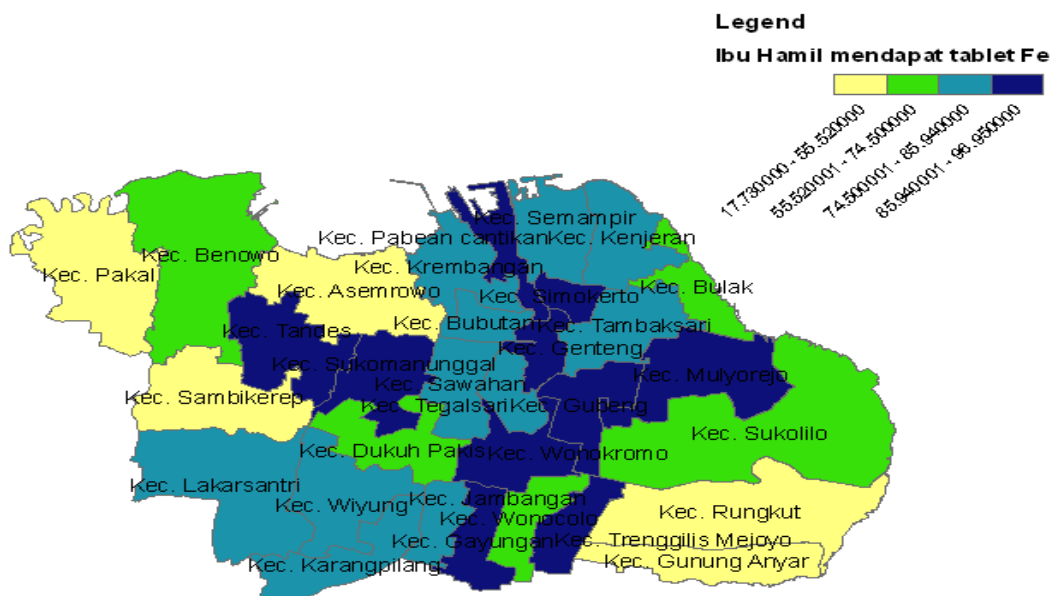 Legend
Ibu Hamil mendapat tablet Fe
17.730000 - 55.520000
55.520001 - 74.500000
74.500001 - 85.940000
85.940001 - 96.950000
Kec. Semampir
Kec. Pabean cantikan
Kec. Kenjeran
Kec. Benowo
Kec. Krembangan
Kec. Pakal
Kec. Asemrowo
Kec. Simokerto
Kec. Bulak
Kec. Tandes
Kec. Bubutan
Kec. Tambaksari
Kec. Genteng
Kec. Sukomanunggal
Kec. Sawahan
Kec. Mulyorejo
Kec. Sambikerep
Kec. Tegalsari
Kec. Gubeng
Kec. Sukolilo
Kec. Dukuh Pakis
Kec. Wonokromo
Kec. Lakarsantri
Kec. Wiyung
Kec. Jambangan
Kec. Wonocolo
Kec. Rungkut
Kec. Gayungan
Kec. Trenggilis Mejoyo
Kec. Karangpilang
Kec. Gunung Anyar